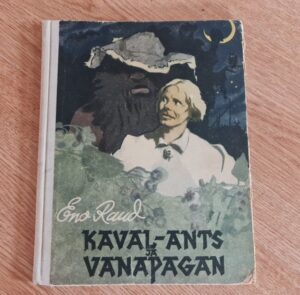 Eno Raud
KAVAL-ANTS
JA
VANAPAGAN